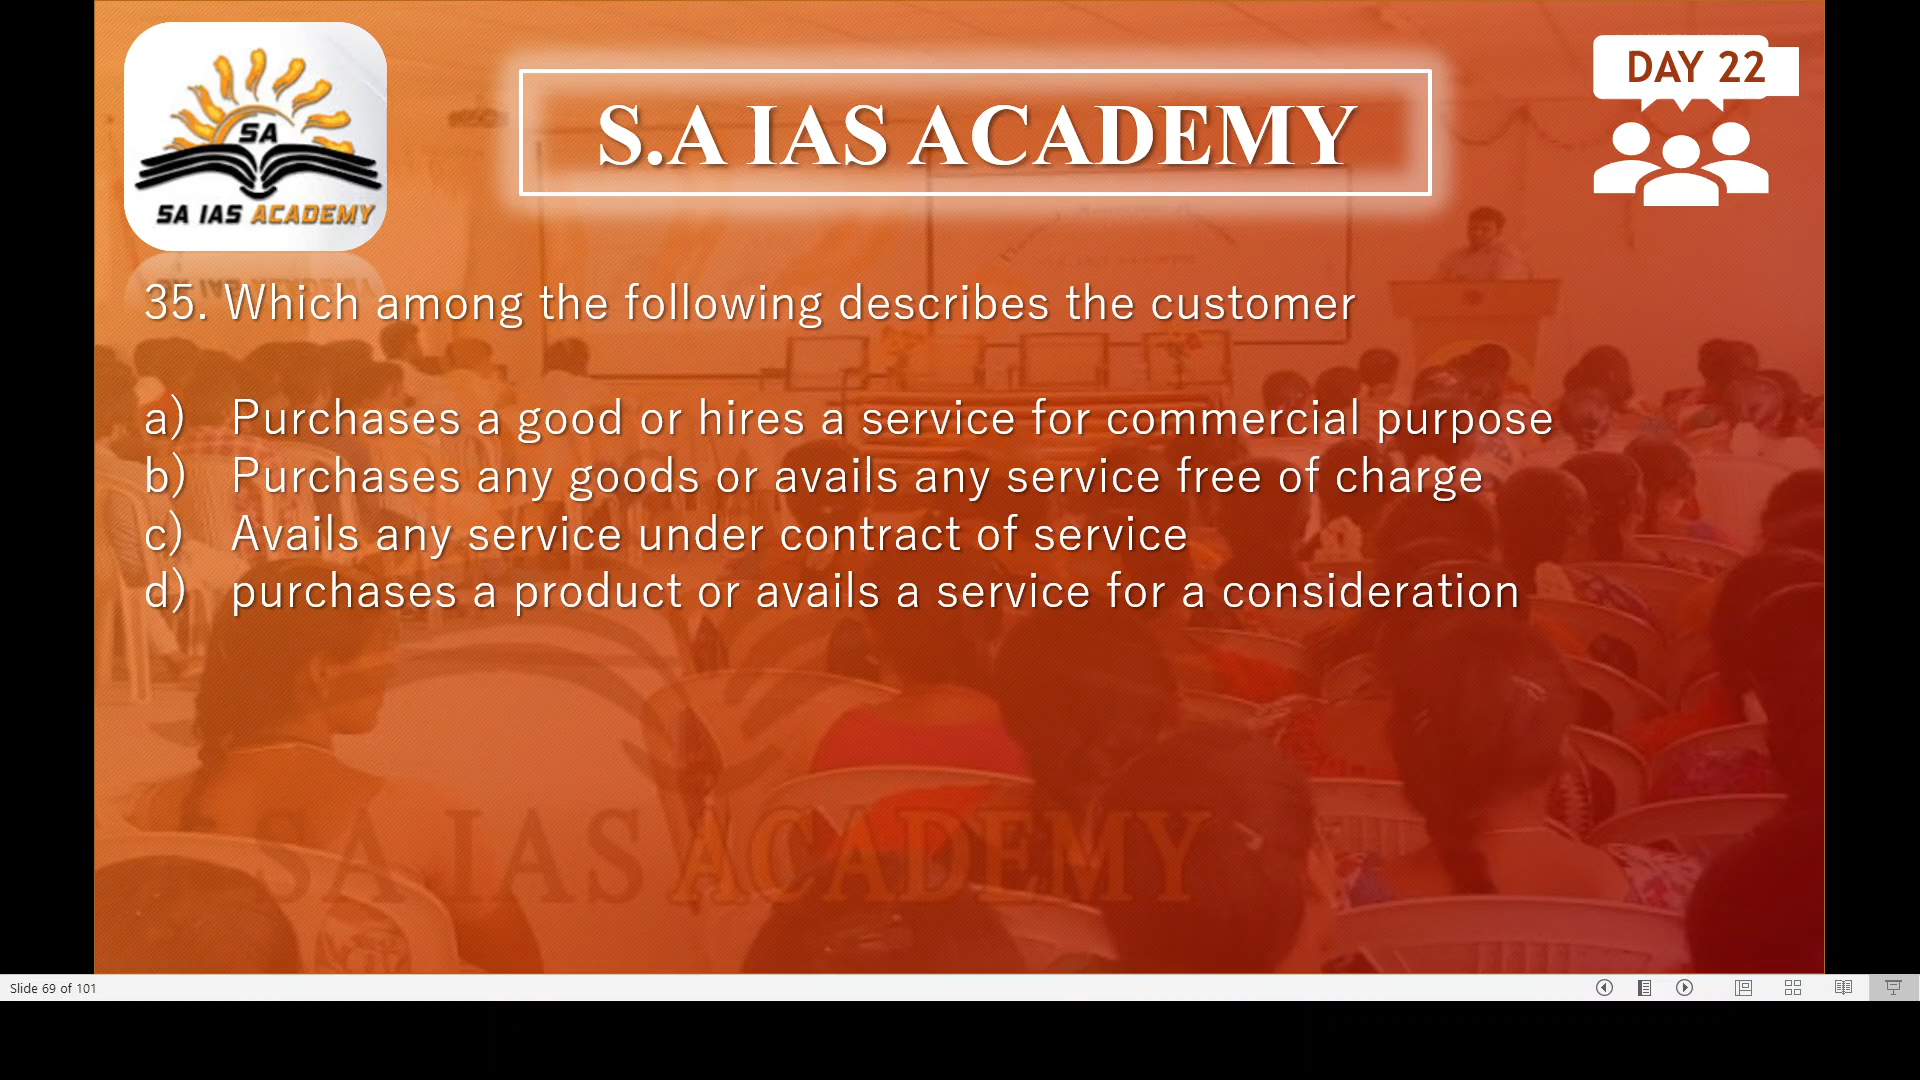 SA
SA IAS ACADEMY
S.A IAS ACADEMY
DAY 22
35. Which among the following describes the customer
a) Purchases a good or hires a service for commercial purpose
b) Purchases any goods or avails any service free of charge
c) Avails any service under contract of service
d) purchases a product or avails a service for a consideration
SA IAS ACADEMY
Slide 69 of 101